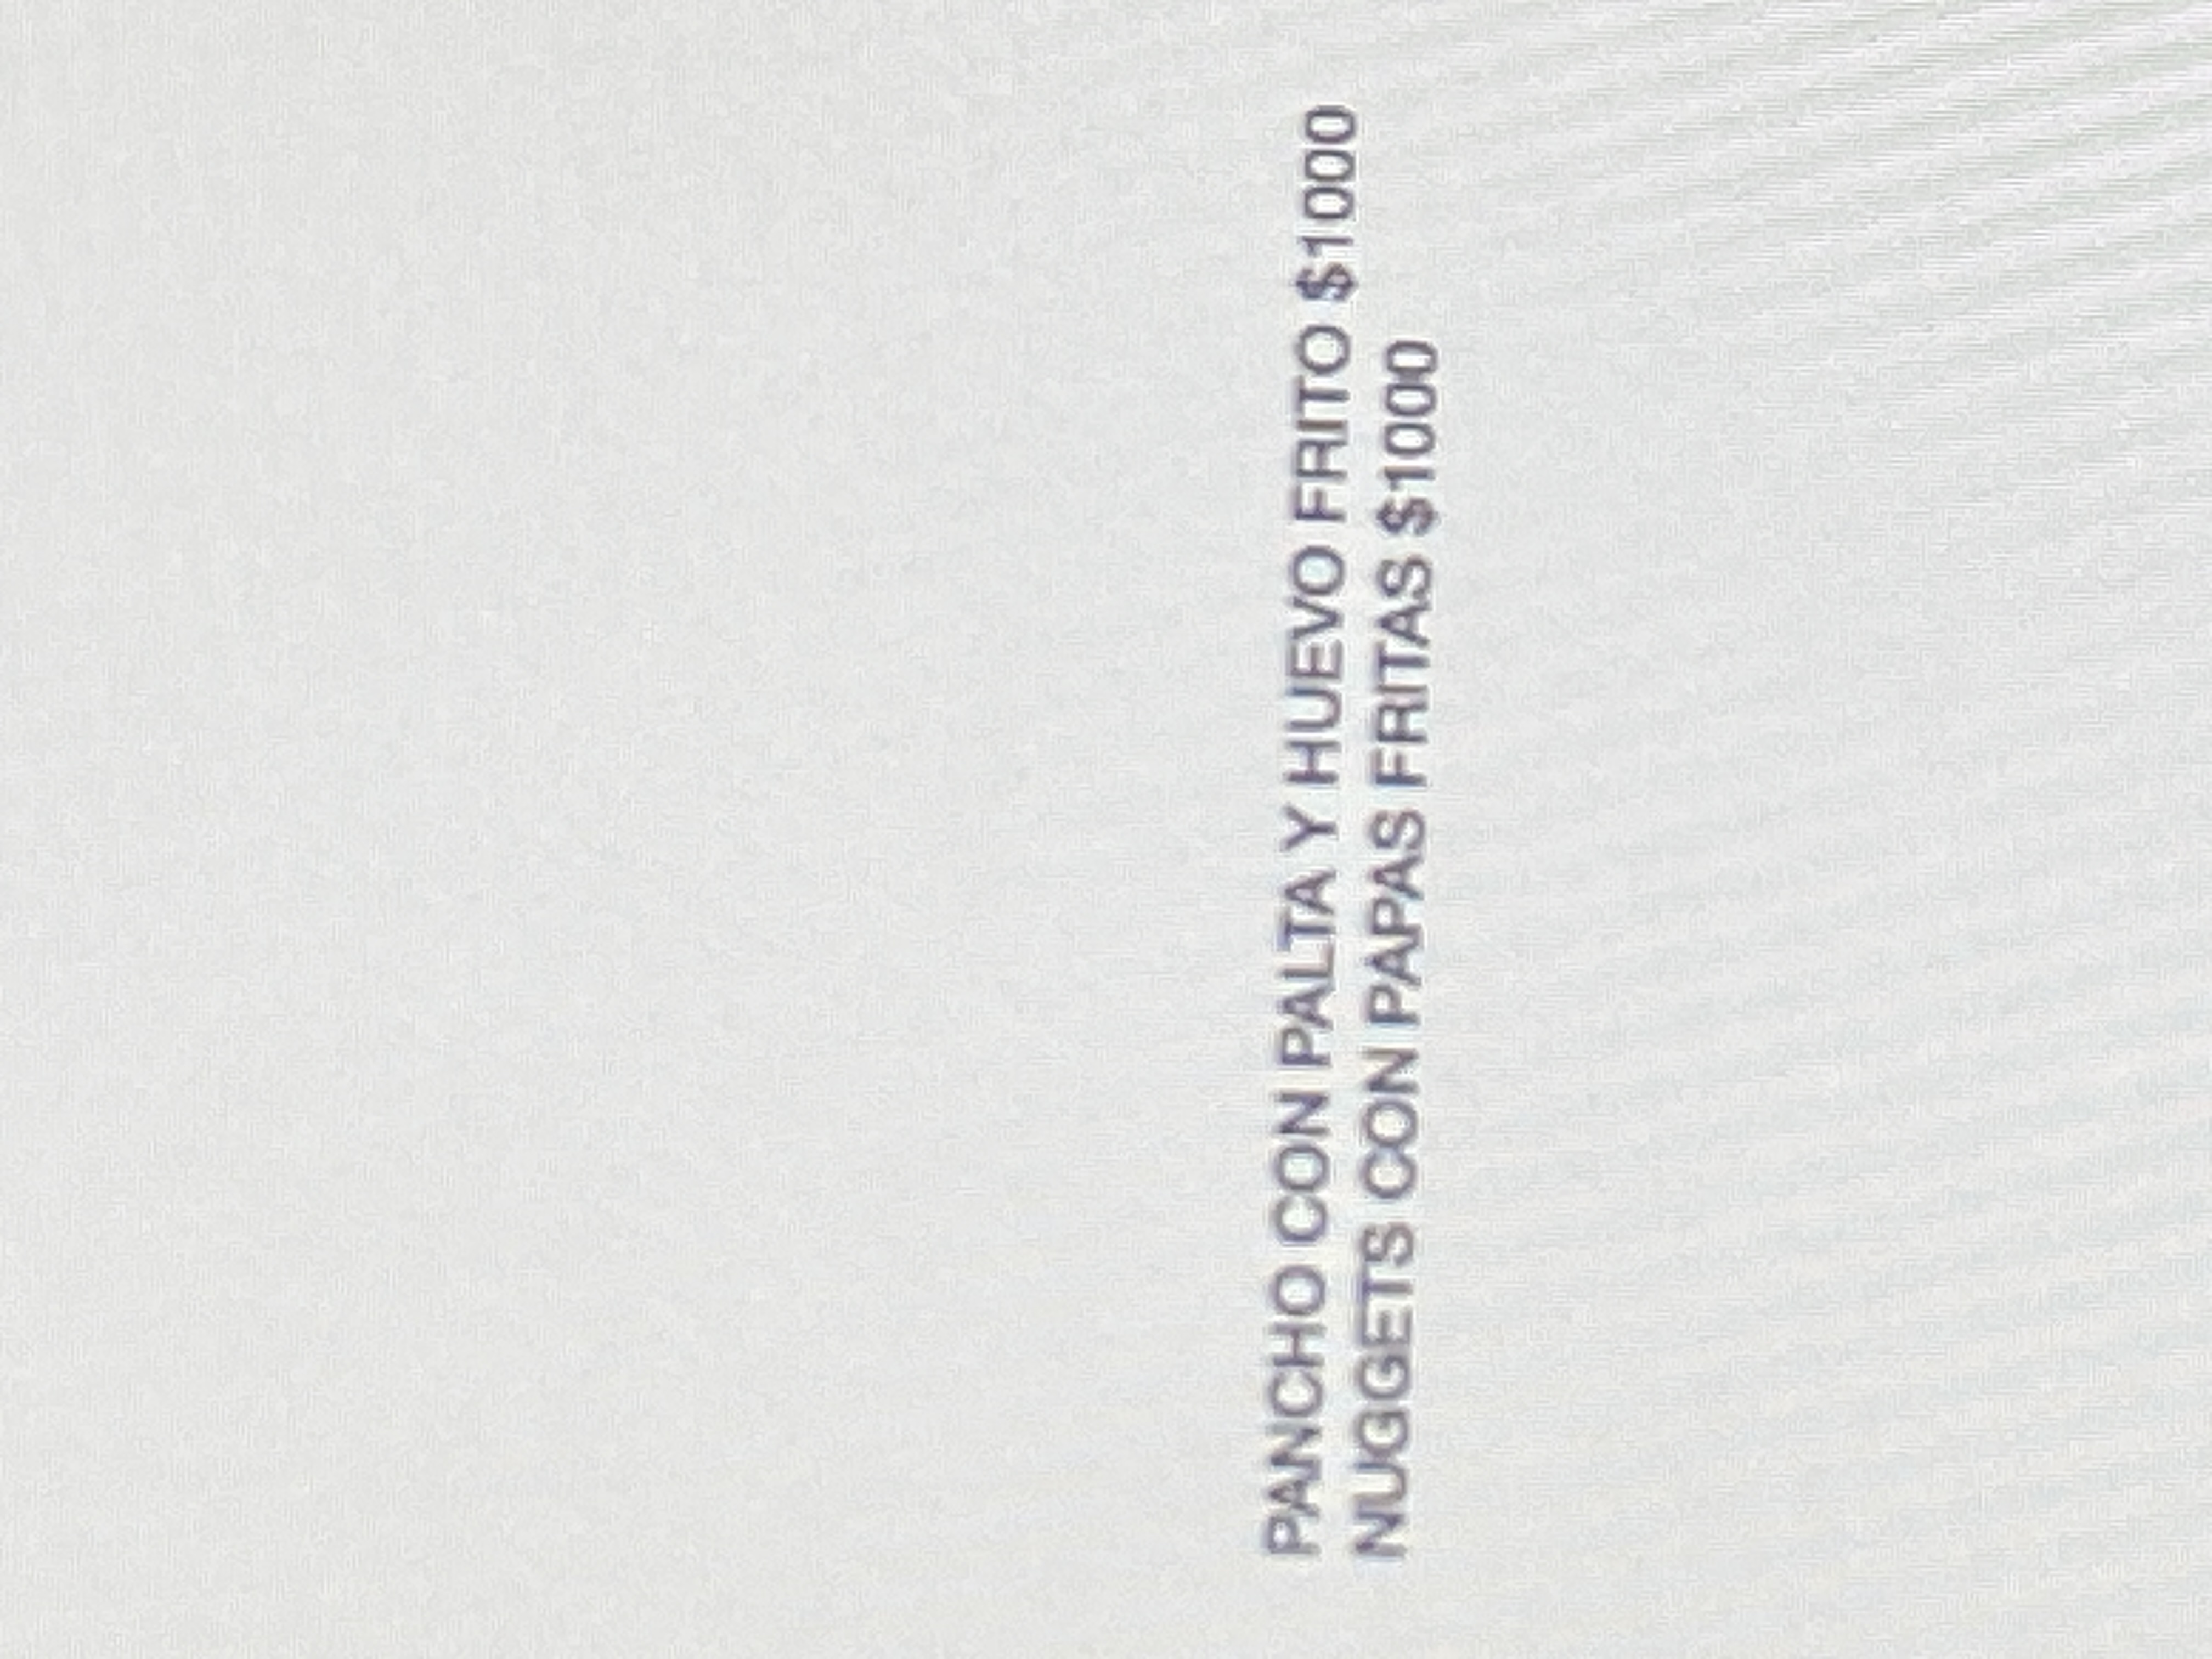 PANCHO CON PALTA Y HUEVO FRITO $1000
NUGGETS CON PAPAS FRITAS $1000